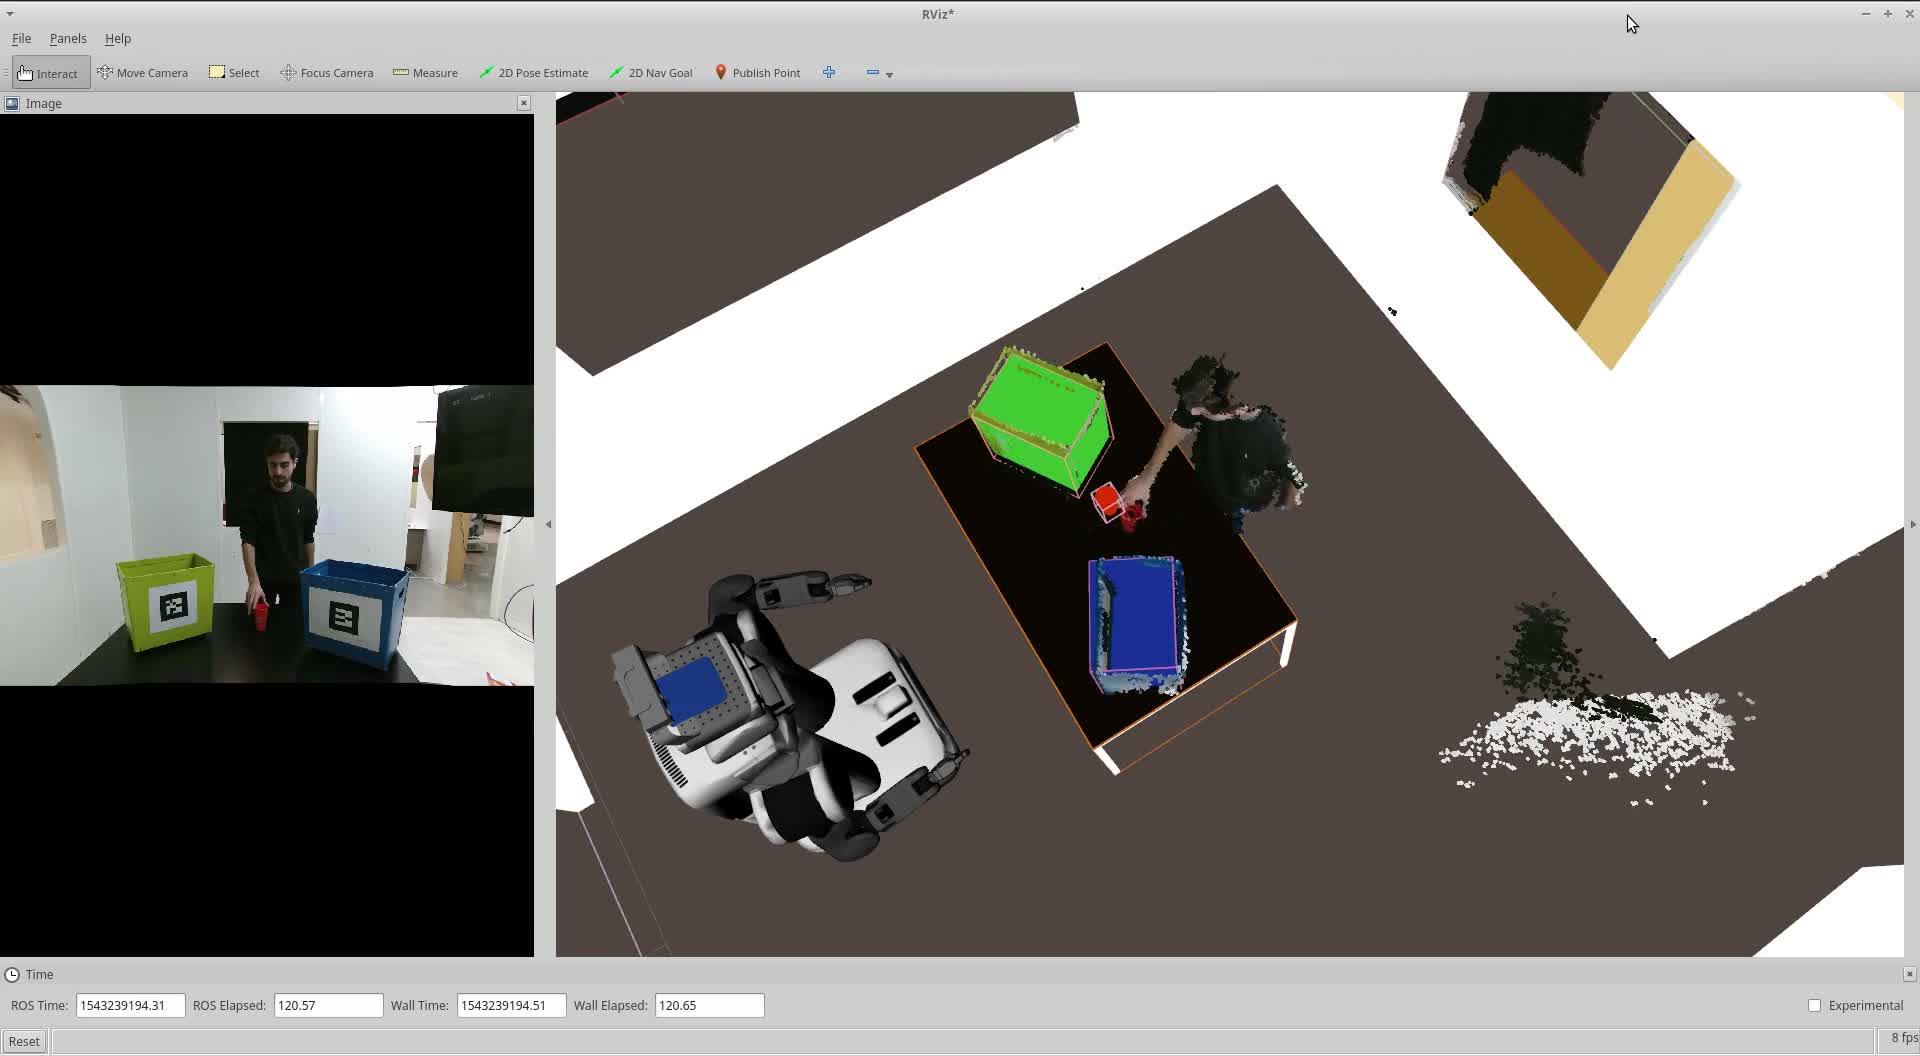 RViz*
File Panels Help
Interact Move Camera Select Focus Camera Measure 2D Pose Estimate 2D Nav Goal Publish Point
Image
Time
ROS Time: 1543239194.31 ROS Elapsed: 120.57 Wall Time: 1543239194.51 Wall Elapsed: 120.65 Experimental
Reset 8 fps